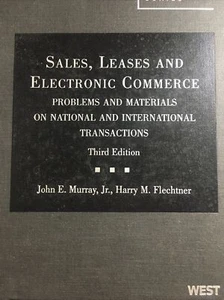 SALES, LEASES AND
ELECTRONIC COMMERCE
PROBLEMS AND MATERIALS
ON NATIONAL AND INTERNATIONAL
TRANSACTIONS
Third Edition
John E. Murray, Jr., Harry M. Flechtner
WEST